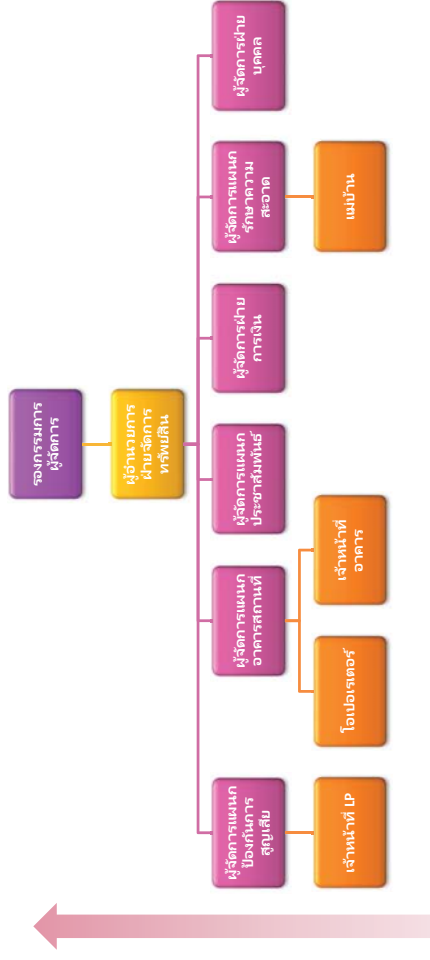 รองกรรมการ
ผู้จัดการ
ผู้อำนวยการ
ฝ่ายจัดการ
ทรัพย์สิน
ผู้จัดการแผนก
ป้องกันการ
สูญเสีย
ผู้จัดการแผนก
อาคารสถานที่
ผู้จัดการแผนก
ประชาสัมพันธ์
ผู้จัดการฝ่าย
การเงิน
ผู้จัดการแผนก
รักษาความ
สะอาด
ผู้จัดการฝ่าย
บุคคล
เจ้าหน้าที่ LP
โอเปอเรเตอร์
เจ้าหน้าที่
อาคาร
แม่บ้าน